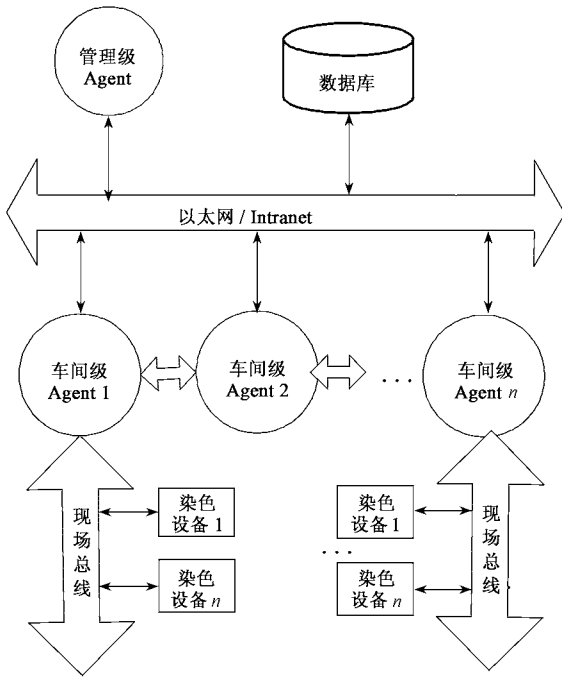 管理级
Agent
数据库
以太网 / Intranet
车间级
Agent 1
车间级
Agent 2
. . .
车间级
Agent n
现场总线
染色
设备 1
染色
设备 n
. . .
染色
设备 1
染色
设备 n
现场总线